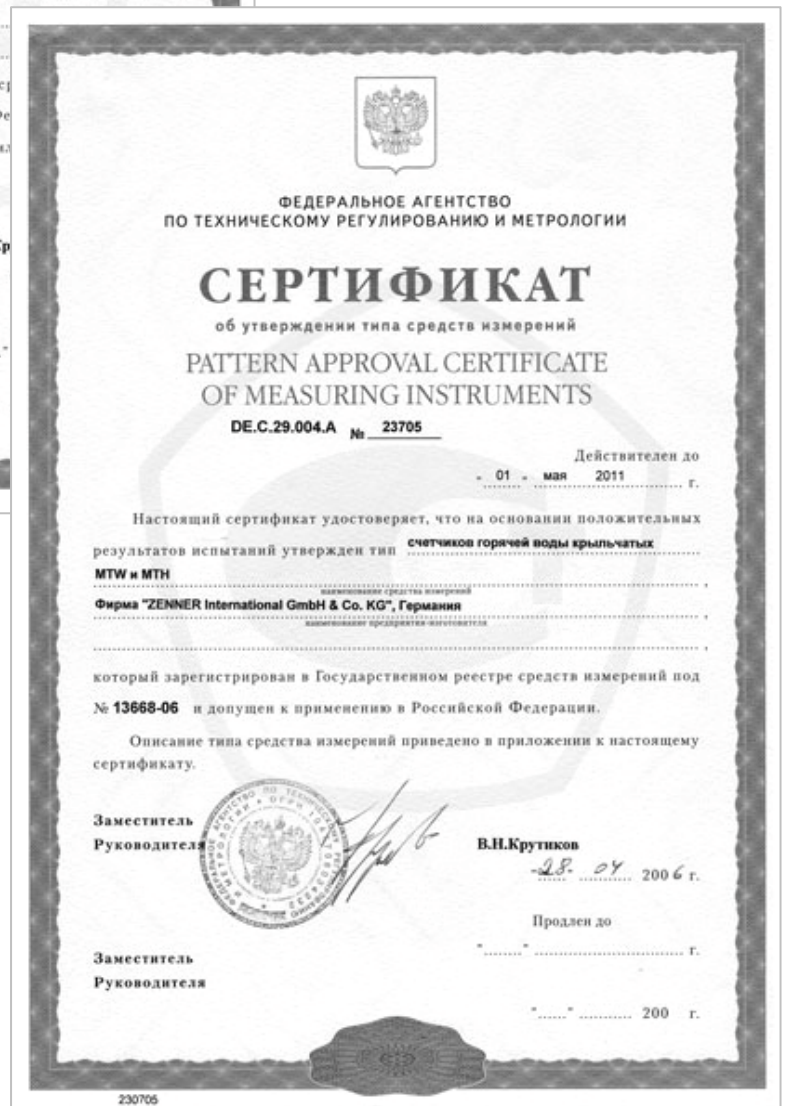 ФЕДЕРАЛЬНОЕ АГЕНТСТВО
ПО ТЕХНИЧЕСКОМУ РЕГУЛИРОВАНИЮ И МЕТРОЛОГИИ
СЕРТИФИКАТ
об утверждении типа средств измерений
PATTERN APPROVAL CERTIFICATE
OF MEASURING INSTRUMENTS
DE.C.29.004.A № 23705
Действителен до
" 01 " мая 2011 г.
Настоящий сертификат удостоверяет, что на основании положительных
результатов испытаний утвержден тип счетчиков горячей воды крыльчатых
MTW и MTH ,
наименование средства измерений
Фирма "ZENNER International GmbH & Co. KG", Германия ,
наименование предприятия-изготовителя
который зарегистрирован в Государственном реестре средств измерений под
№ 13668-06 и допущен к применению в Российской Федерации.
Описание типа средства измерений приведено в приложении к настоящему
сертификату.
Заместитель
Руководителя
В.Н.Крутиков
"28" 04 2006 г.
Продлен до
"......" .................... г.
Заместитель
Руководителя
"......" ............ 200 г.
230705